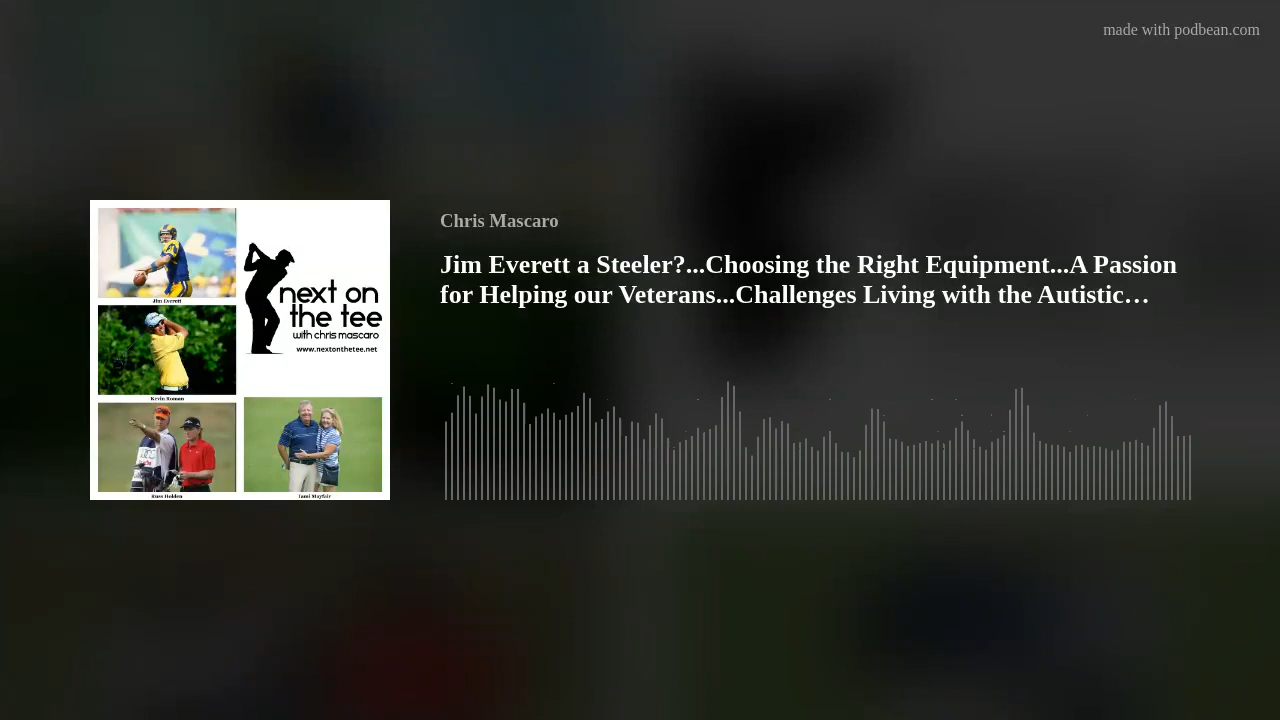 made with podbean.com
Chris Mascaro
Jim Everett a Steeler?...Choosing the Right Equipment...A Passion
for Helping our Veterans...Challenges Living with the Autistic…
Jim Everett
next on
the tee
with chris mascaro
www.nextonthetee.net
Kevin Roman
Russ Holden
Tami Mayfair